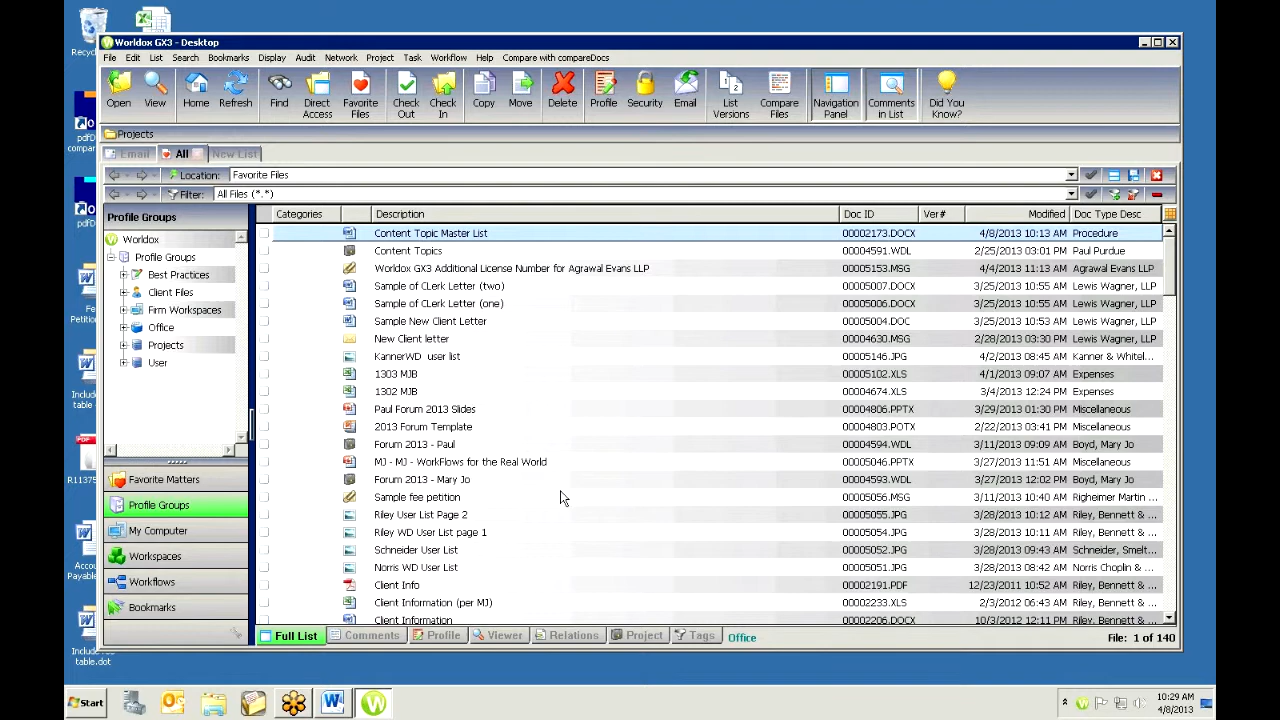 Worldox GX3 - Desktop
File Edit List Search Bookmarks Display Audit Network Project Task Workflow Help Compare with compareDocs
Open View Home Refresh Find Direct Access Favorite Files Check Out Check In Copy Move Delete Profile Security Email List Versions Compare Files Navigation Panel Comments in List Did You Know?
Projects
Email All New List
Location: Favorite Files
Filter: All Files (*.*)
Profile Groups
Worldox
Profile Groups
Best Practices
Client Files
Firm Workspaces
Office
Projects
User
Favorite Matters
Profile Groups
My Computer
Workspaces
Workflows
Bookmarks
Categories Description Doc ID Ver# Modified Doc Type Desc
Content Topic Master List 00002173.DOCX 4/8/2013 10:13 AM Procedure
Content Topics 00004591.WDL 2/25/2013 03:01 PM Paul Purdue
Worldox GX3 Additional License Number for Agrawal Evans LLP 00005153.MSG 4/4/2013 11:13 AM Agrawal Evans LLP
Sample of CLerk Letter (two) 00005007.DOCX 3/25/2013 10:55 AM Lewis Wagner, LLP
Sample of CLerk Letter (one) 00005006.DOCX 3/25/2013 10:55 AM Lewis Wagner, LLP
Sample New Client Letter 00005004.DOC 3/25/2013 10:53 AM Lewis Wagner, LLP
New Client letter 00004630.MSG 2/28/2013 03:30 PM Lewis Wagner, LLP
KannerWD user list 00005146.JPG 4/2/2013 08:45 AM Kanner & Whitel...
1303 MJB 00005102.XLS 4/1/2013 09:07 AM Expenses
1302 MJB 00004674.XLS 3/4/2013 12:24 PM Expenses
Paul Forum 2013 Slides 00004806.PPTX 3/29/2013 01:30 PM Miscellaneous
2013 Forum Template 00004803.POTX 2/22/2013 03:41 PM Miscellaneous
Forum 2013 - Paul 00004594.WDL 3/11/2013 09:09 AM Boyd, Mary Jo
MJ - MJ - WorkFlows for the Real World 00005046.PPTX 3/27/2013 11:51 AM Miscellaneous
Forum 2013 - Mary Jo 00004593.WDL 3/27/2013 12:02 PM Boyd, Mary Jo
Sample fee petition 00005056.MSG 3/11/2013 10:40 AM Righeimer Martin ...
Riley User List Page 2 00005055.JPG 3/28/2013 10:12 AM Riley, Bennett & ...
Riley WD User List page 1 00005054.JPG 3/28/2013 10:11 AM Riley, Bennett & ...
Schneider User List 00005052.JPG 3/28/2013 09:43 AM Schneider, Smelt...
Norris WD User List 00005051.JPG 3/28/2013 08:42 AM Norris Choplin & ...
Client Info 00002191.PDF 12/23/2011 10:52 AM Riley, Bennett & ...
Client Information (per MJ) 00002233.XLS 2/3/2012 06:43 AM Riley, Bennett & ...
Client Information 00002206.DOCX 10/3/2012 12:11 PM Riley, Bennett & ...
Full List Comments Profile Viewer Relations Project Tags Office File: 1 of 140
Recyc
pdfD
compar
pdfD
Fe
Petition
Include
table
PDF
R11375
Accou
Payable
Include
table.dot
Start
10:29 AM
4/8/2013